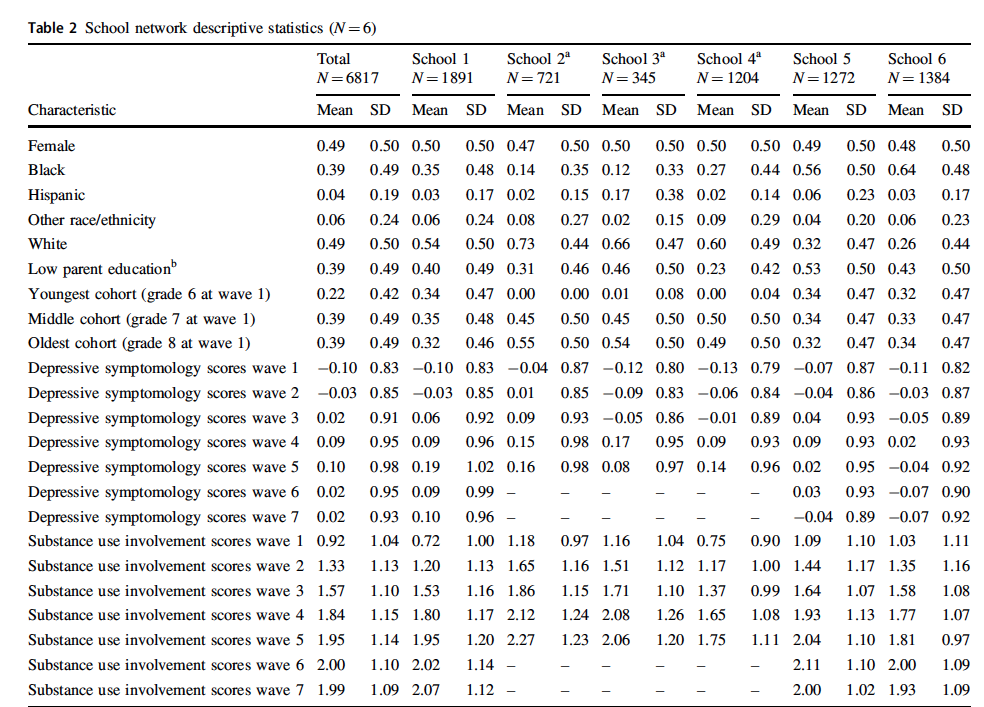 Table 2 School network descriptive statistics (N = 6)
Total School 1 School 2a School 3a School 4a School 5 School 6
N = 6817 N = 1891 N = 721 N = 345 N = 1204 N = 1272 N = 1384
Characteristic Mean SD Mean SD Mean SD Mean SD Mean SD Mean SD Mean SD
Female 0.49 0.50 0.50 0.50 0.47 0.50 0.50 0.50 0.50 0.50 0.49 0.50 0.48 0.50
Black 0.39 0.49 0.35 0.48 0.14 0.35 0.12 0.33 0.27 0.44 0.56 0.50 0.64 0.48
Hispanic 0.04 0.19 0.03 0.17 0.02 0.15 0.17 0.38 0.02 0.14 0.06 0.23 0.03 0.17
Other race/ethnicity 0.06 0.24 0.06 0.24 0.08 0.27 0.02 0.15 0.09 0.29 0.04 0.20 0.06 0.23
White 0.49 0.50 0.54 0.50 0.73 0.44 0.66 0.47 0.60 0.49 0.32 0.47 0.26 0.44
Low parent educationb 0.39 0.49 0.40 0.49 0.31 0.46 0.46 0.50 0.23 0.42 0.53 0.50 0.43 0.50
Youngest cohort (grade 6 at wave 1) 0.22 0.42 0.34 0.47 0.00 0.00 0.01 0.08 0.00 0.04 0.34 0.47 0.32 0.47
Middle cohort (grade 7 at wave 1) 0.39 0.49 0.35 0.48 0.45 0.50 0.45 0.50 0.50 0.50 0.34 0.47 0.33 0.47
Oldest cohort (grade 8 at wave 1) 0.39 0.49 0.32 0.46 0.55 0.50 0.54 0.50 0.49 0.50 0.32 0.47 0.34 0.47
Depressive symptomology scores wave 1 −0.10 0.83 −0.10 0.83 −0.04 0.87 −0.12 0.80 −0.13 0.79 −0.07 0.87 −0.11 0.82
Depressive symptomology scores wave 2 −0.03 0.85 −0.03 0.85 0.01 0.85 −0.09 0.83 −0.06 0.84 −0.04 0.86 −0.03 0.87
Depressive symptomology scores wave 3 0.02 0.91 0.06 0.92 0.09 0.93 −0.05 0.86 −0.01 0.89 0.04 0.93 −0.05 0.89
Depressive symptomology scores wave 4 0.09 0.95 0.09 0.96 0.15 0.98 0.17 0.95 0.09 0.93 0.09 0.93 0.02 0.93
Depressive symptomology scores wave 5 0.10 0.98 0.19 1.02 0.16 0.98 0.08 0.97 0.14 0.96 0.02 0.95 −0.04 0.92
Depressive symptomology scores wave 6 0.02 0.95 0.09 0.99 – – – – – – 0.03 0.93 −0.07 0.90
Depressive symptomology scores wave 7 0.02 0.93 0.10 0.96 – – – – – – −0.04 0.89 −0.07 0.92
Substance use involvement scores wave 1 0.92 1.04 0.72 1.00 1.18 0.97 1.16 1.04 0.75 0.90 1.09 1.10 1.03 1.11
Substance use involvement scores wave 2 1.33 1.13 1.20 1.13 1.65 1.16 1.51 1.12 1.17 1.00 1.44 1.17 1.35 1.16
Substance use involvement scores wave 3 1.57 1.10 1.53 1.16 1.86 1.15 1.71 1.10 1.37 0.99 1.64 1.07 1.58 1.08
Substance use involvement scores wave 4 1.84 1.15 1.80 1.17 2.12 1.24 2.08 1.26 1.65 1.08 1.93 1.13 1.77 1.07
Substance use involvement scores wave 5 1.95 1.14 1.95 1.20 2.27 1.23 2.06 1.20 1.75 1.11 2.04 1.10 1.81 0.97
Substance use involvement scores wave 6 2.00 1.10 2.02 1.14 – – – – – – 2.11 1.10 2.00 1.09
Substance use involvement scores wave 7 1.99 1.09 2.07 1.12 – – – – – – 2.00 1.02 1.93 1.09